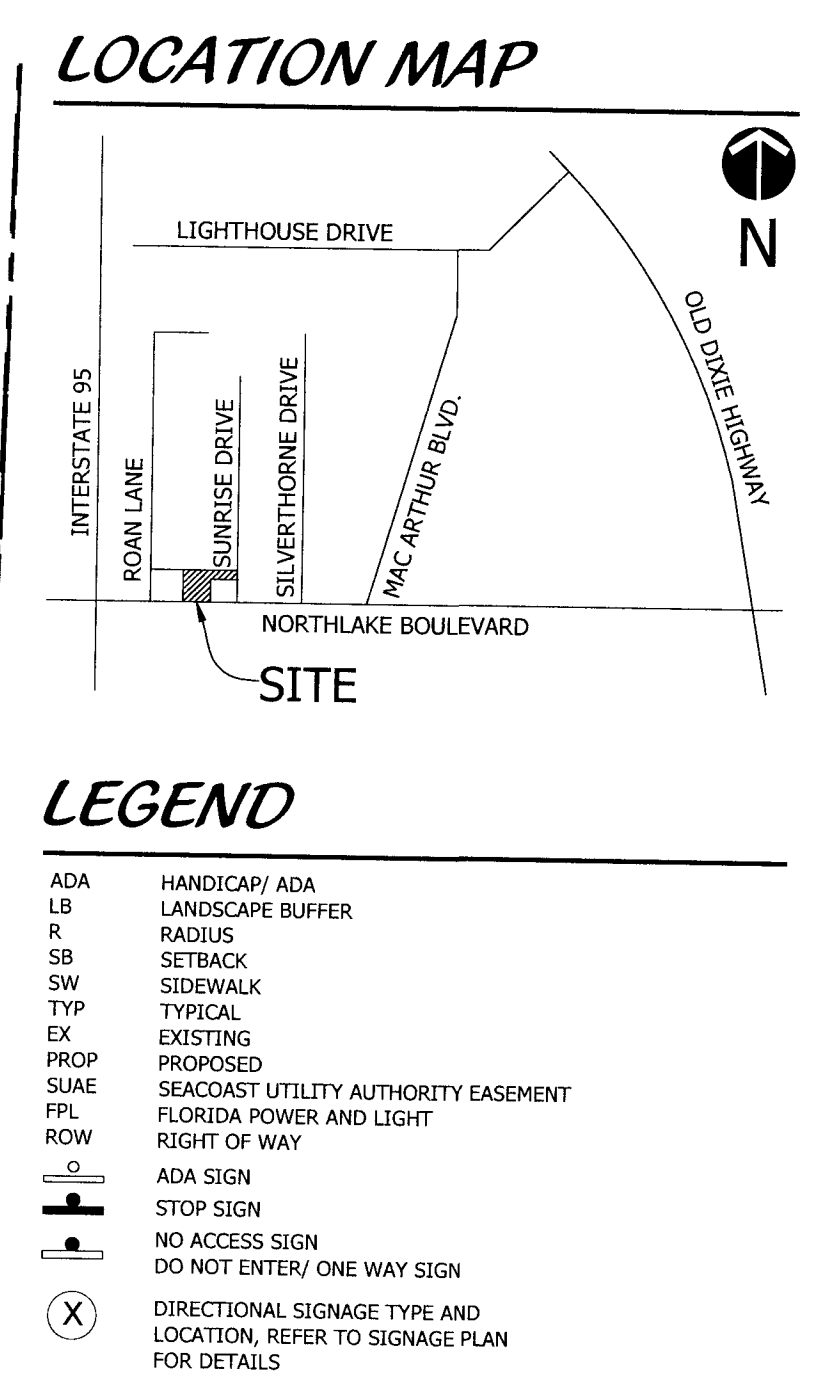 LOCATION MAP
N
LIGHTHOUSE DRIVE
OLD DIXIE HIGHWAY
INTERSTATE 95
ROAN LANE
SUNRISE DRIVE
SILVERTHORNE DRIVE
MAC ARTHUR BLVD.
NORTHLAKE BOULEVARD
SITE
LEGEND
ADA HANDICAP/ ADA
LB LANDSCAPE BUFFER
R RADIUS
SB SETBACK
SW SIDEWALK
TYP TYPICAL
EX EXISTING
PROP PROPOSED
SUAE SEACOAST UTILITY AUTHORITY EASEMENT
FPL FLORIDA POWER AND LIGHT
ROW RIGHT OF WAY
ADA SIGN
STOP SIGN
NO ACCESS SIGN
DO NOT ENTER/ ONE WAY SIGN
X DIRECTIONAL SIGNAGE TYPE AND
LOCATION, REFER TO SIGNAGE PLAN
FOR DETAILS